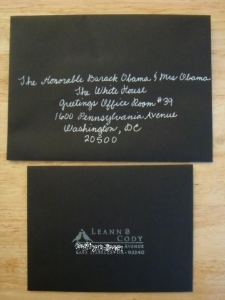 The Honorable Barack Obama & Mrs Obama
The White House
Greetings Office Room #39
1600 Pennsylvania Avenue
Washington, DC
20500
LEANN &
CODY
AVENUE